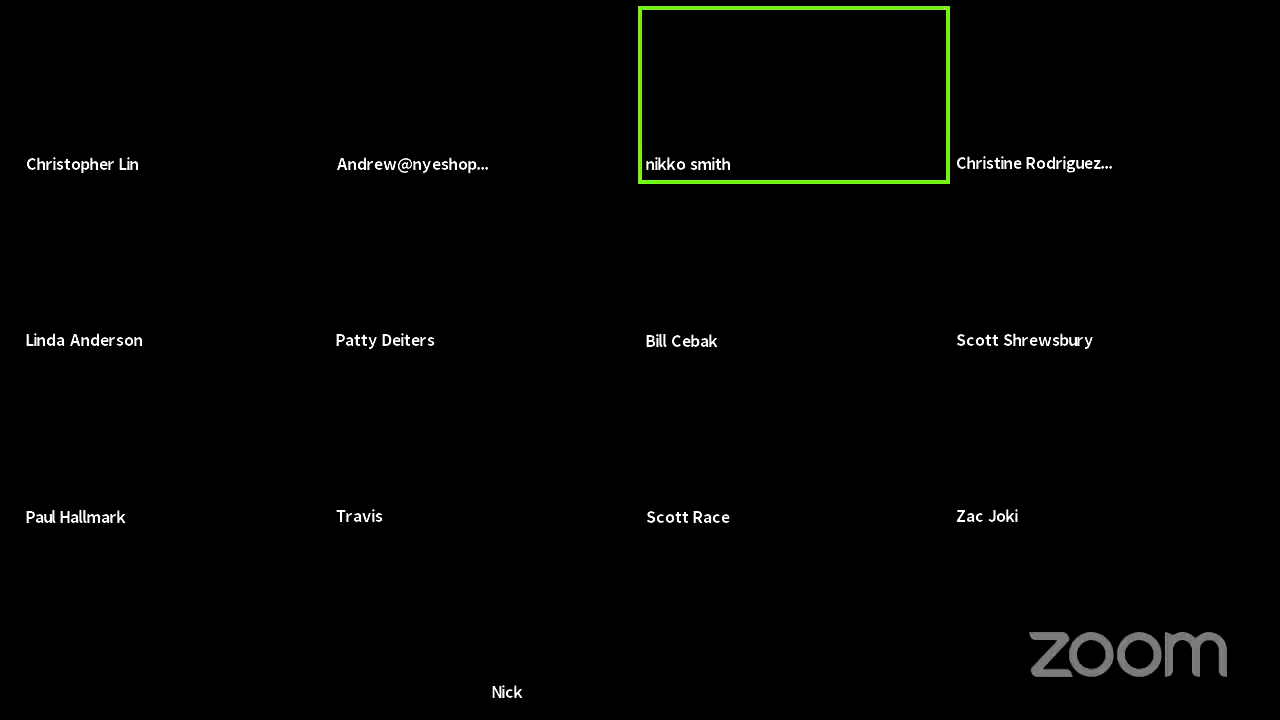 Christopher Lin
Andrew@nyeshop...
nikko smith
Christine Rodriguez...
Linda Anderson
Patty Deiters
Bill Cebak
Scott Shrewsbury
Paul Hallmark
Travis
Scott Race
Zac Joki
Nick
zoom